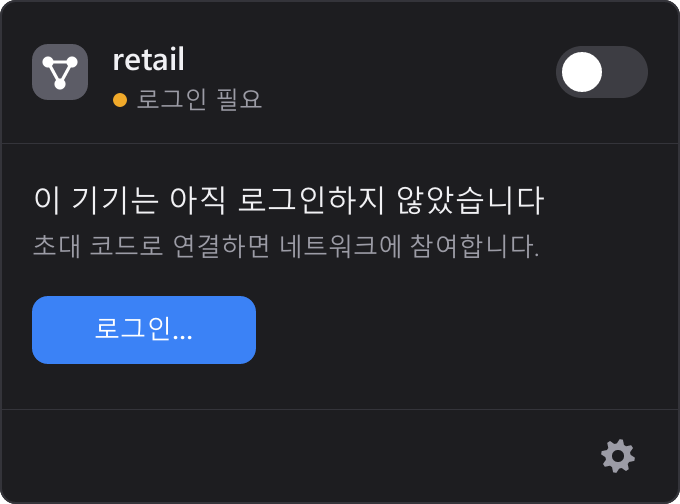 retail
로그인 필요
이 기기는 아직 로그인하지 않았습니다
초대 코드로 연결하면 네트워크에 참여합니다.
로그인...